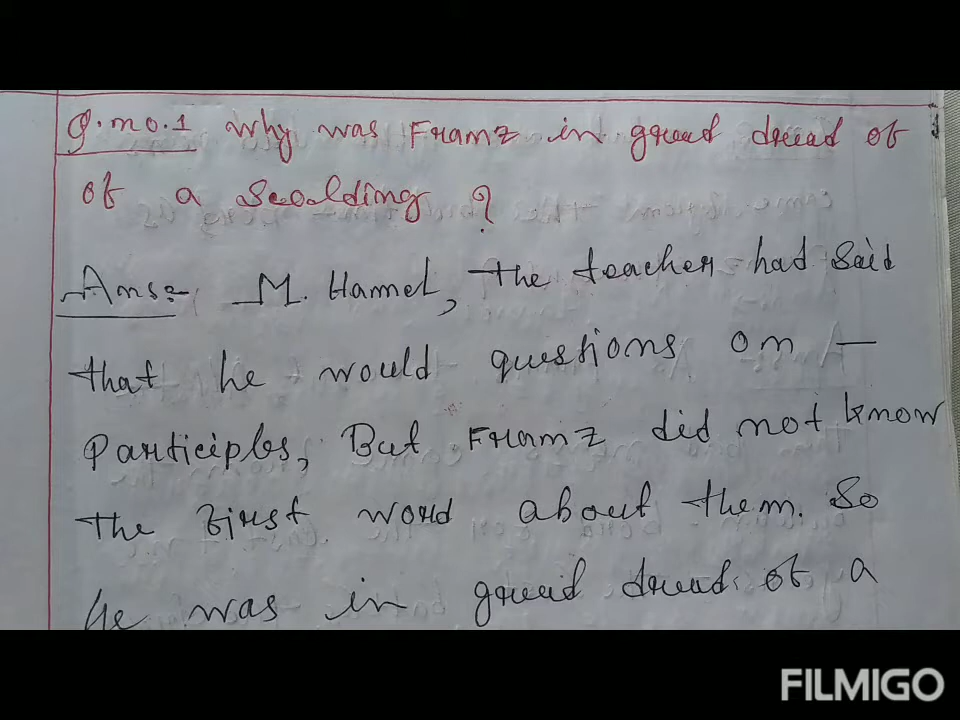 Q.no.1 Why was Franz in great dread of
of a Scolding ?
Ans:- M. Hamel, the teacher had said
that he would questions on —
Participles, But Franz did not know
the first word about them. So
he was in great dread of a
FILMIGO